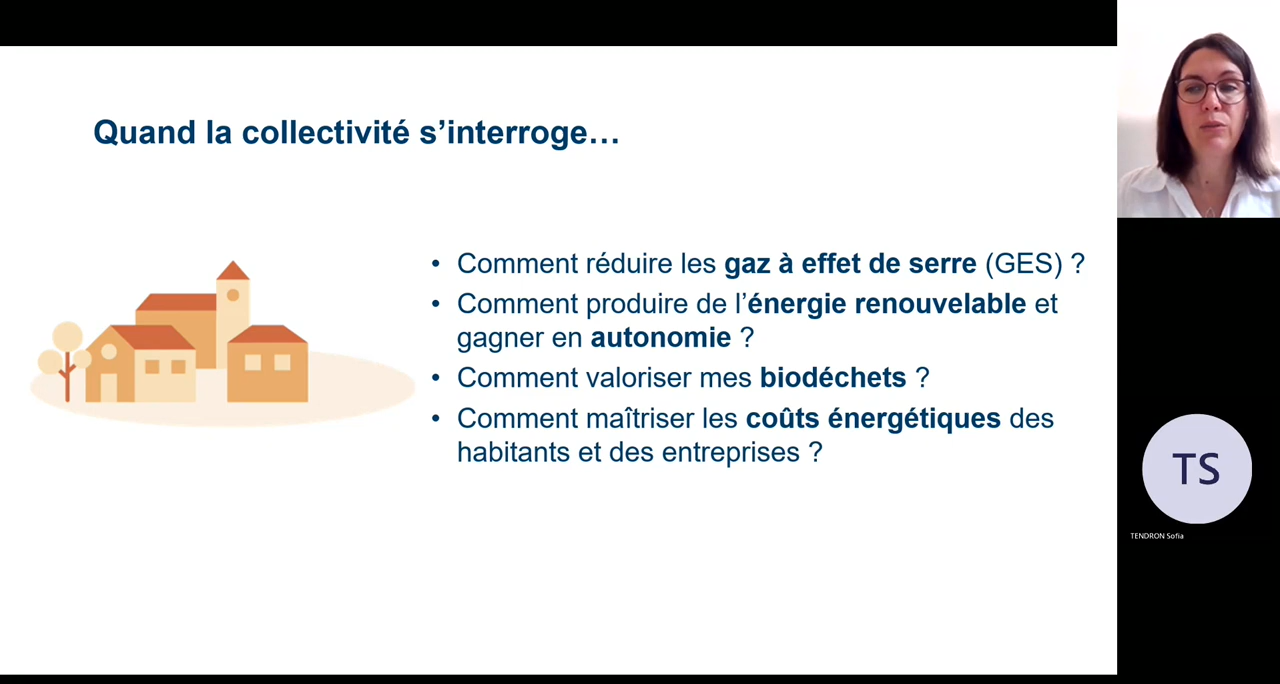 Quand la collectivité s’interroge…
• Comment réduire les gaz à effet de serre (GES) ?
• Comment produire de l’énergie renouvelable et
gagner en autonomie ?
• Comment valoriser mes biodéchets ?
• Comment maîtriser les coûts énergétiques des
habitants et des entreprises ?
TS
TENDRON Sofia